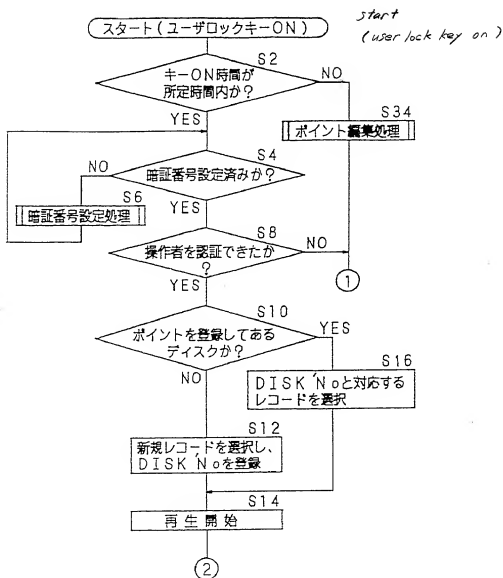 スタート(ユーザロックキーON)
start
(user lock key on)
S2
キーON時間が
所定時間内か?
NO
YES
S34
ポイント編集処理
S4
暗証番号設定済みか?
NO
YES
S6
暗証番号設定処理
S8
操作者を認証できたか
?
NO
YES
①
S10
ポイントを登録してある
ディスクか?
YES
NO
S16
DISK'Noと対応する
レコードを選択
S12
新規レコードを選択し、
DISK'Noを登録
S14
再生開始
②